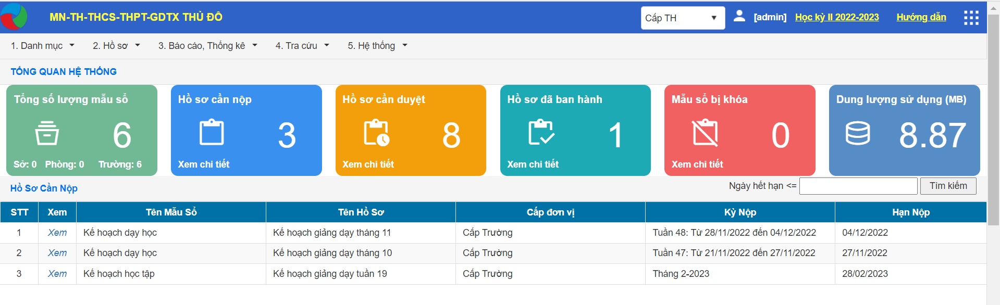 MN-TH-THCS-THPT-GDTX THỦ ĐÔ
Cấp TH
[admin]
Học kỳ II 2022-2023
Hướng dẫn
1. Danh mục
2. Hồ sơ
3. Báo cáo, Thống kê
4. Tra cứu
5. Hệ thống
TỔNG QUAN HỆ THỐNG
Tổng số lượng mẫu sổ
6
Sở: 0 Phòng: 0 Trường: 6
Hồ sơ cần nộp
3
Xem chi tiết
Hồ sơ cần duyệt
8
Xem chi tiết
Hồ sơ đã ban hành
1
Xem chi tiết
Mẫu sổ bị khóa
0
Xem chi tiết
Dung lượng sử dụng (MB)
8.87
Hồ Sơ Cần Nộp
Ngày hết hạn <=
Tìm kiếm
STT Xem Tên Mẫu Sổ Tên Hồ Sơ Cấp đơn vị Kỳ Nộp Hạn Nộp
1 Xem Kế hoạch dạy học Kế hoạch giảng dạy tháng 11 Cấp Trường Tuần 48: Từ 28/11/2022 đến 04/12/2022 04/12/2022
2 Xem Kế hoạch dạy học Kế hoạch giảng dạy tháng 10 Cấp Trường Tuần 47: Từ 21/11/2022 đến 27/11/2022 27/11/2022
3 Xem Kế hoạch học tập Kế hoạch giảng dạy tuần 19 Cấp Trường Tháng 2-2023 28/02/2023